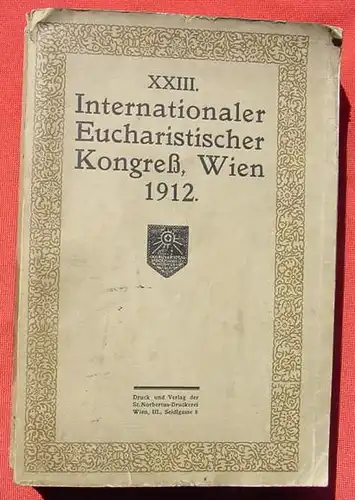 XXIII.
Internationaler
Eucharistischer
Kongreß, Wien
1912.
Druck und Verlag der
St. Norbertus-Druckerei
Wien, III., Seidlgasse 8